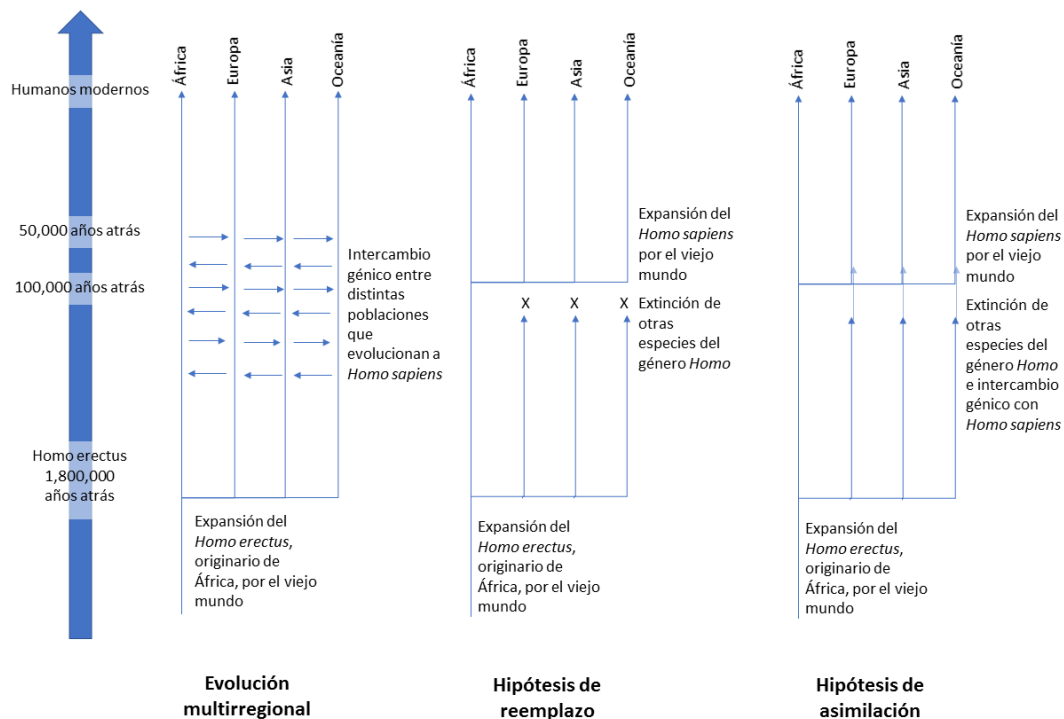 Humanos modernos
50,000 años atrás
100,000 años atrás
Homo erectus
1,800,000
años atrás
África
Europa
Asia
Oceanía
Intercambio
génico entre
distintas
poblaciones
que
evolucionan a
Homo sapiens
Expansión del
Homo erectus,
originario de
África, por el viejo
mundo
Evolución
multirregional
África
Europa
Asia
Oceanía
Expansión del
Homo sapiens
por el viejo
mundo
X X X
Extinción de
otras
especies del
género Homo
Expansión del
Homo erectus,
originario de
África, por el viejo
mundo
Hipótesis de
reemplazo
África
Europa
Asia
Oceanía
Expansión del
Homo sapiens
por el viejo
mundo
Extinción de
otras
especies del
género Homo
e intercambio
génico con
Homo sapiens
Expansión del
Homo erectus,
originario de
África, por el viejo
mundo
Hipótesis de
asimilación